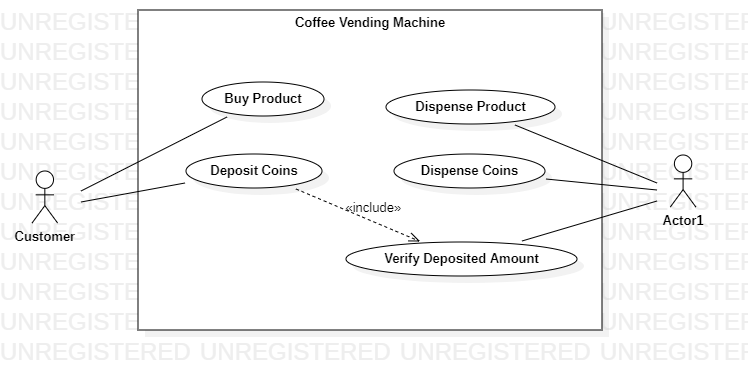 Coffee Vending Machine
Buy Product
Dispense Product
Deposit Coins
Dispense Coins
«include»
Customer
Actor1
Verify Deposited Amount
UNREGISTERED UNREGISTERED UNREGISTERED UNREGISTERE